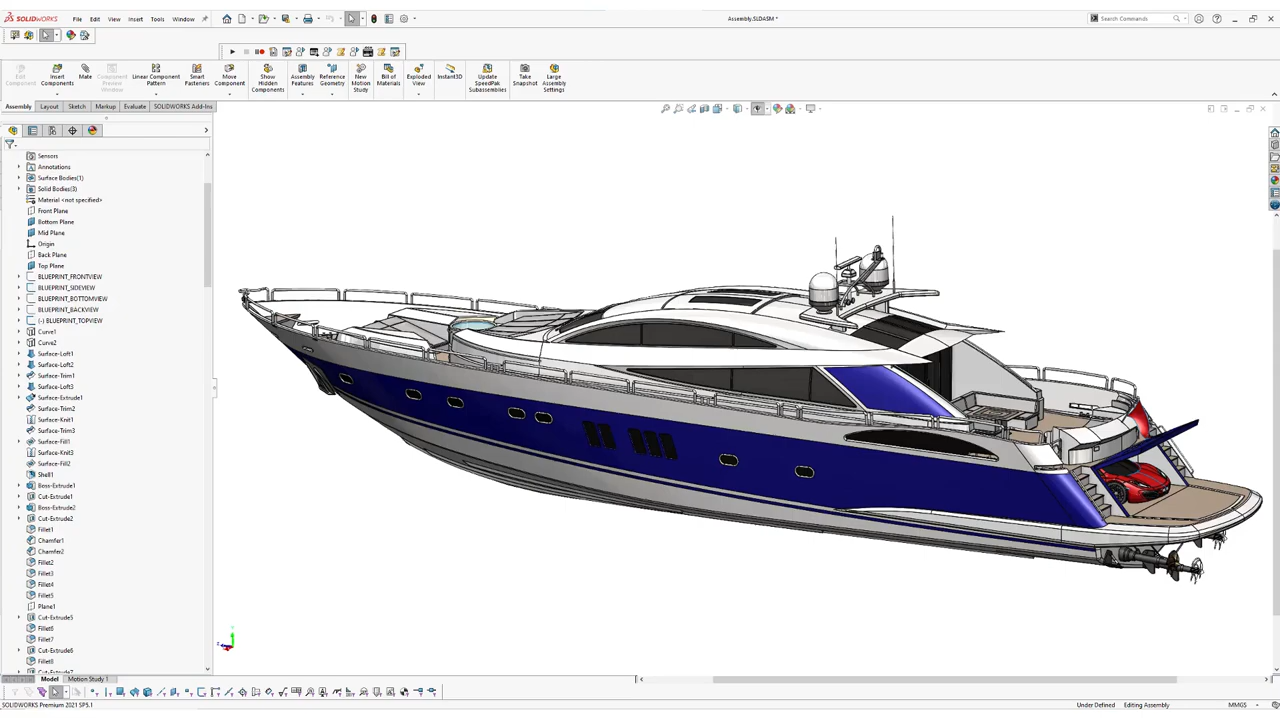 SOLIDWORKS File Edit View Insert Tools Window Assembly.SLDASM * Search Commands
Edit Component Insert Components Mate Component Preview Window Linear Component Pattern Smart Fasteners Move Component Show Hidden Components Assembly Features Reference Geometry New Motion Study Bill of Materials Exploded View Instant3D Update SpeedPak Subassemblies Take Snapshot Large Assembly Settings
Assembly Layout Sketch Markup Evaluate SOLIDWORKS Add-Ins
Sensors
Annotations
Surface Bodies(1)
Solid Bodies(3)
Material <not specified>
Front Plane
Bottom Plane
Mid Plane
Origin
Back Plane
Top Plane
BLUEPRINT_FRONTVIEW
BLUEPRINT_SIDEVIEW
BLUEPRINT_BOTTOMVIEW
BLUEPRINT_BACKVIEW
(-) BLUEPRINT_TOPVIEW
Curve1
Curve2
Surface-Loft1
Surface-Loft2
Surface-Trim1
Surface-Loft3
Surface-Extrude1
Surface-Trim2
Surface-Knit1
Surface-Trim3
Surface-Fill1
Surface-Knit3
Surface-Fill2
Shell1
Boss-Extrude1
Cut-Extrude1
Boss-Extrude2
Cut-Extrude2
Fillet1
Chamfer1
Chamfer2
Fillet2
Fillet3
Fillet4
Fillet5
Plane1
Cut-Extrude5
Fillet6
Fillet7
Cut-Extrude6
Fillet8
Cut-Extrude7
Model Motion Study 1
SOLIDWORKS Premium 2021 SP5.1 Under Defined Editing Assembly MMGS